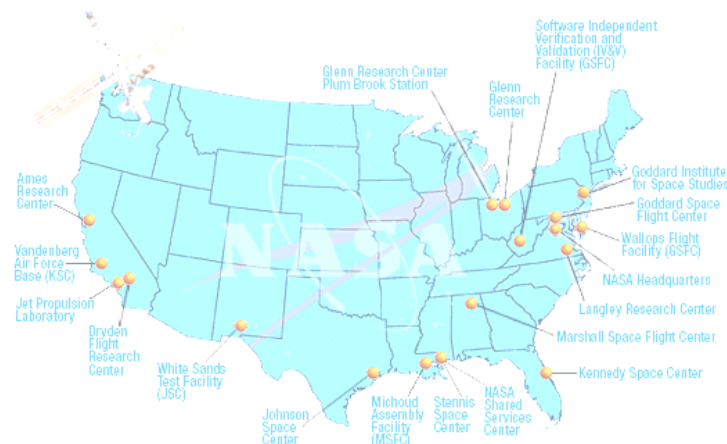 Software Independent
Verification and
Validation (IV&V)
Facility (GSFC)
Glenn Research Center
Plum Brook Station
Glenn
Research
Center
Ames
Research
Center
Goddard Institute
for Space Studies
Goddard Space
Flight Center
Wallops Flight
Facility (GSFC)
NASA Headquarters
Langley Research Center
Marshall Space Flight Center
Kennedy Space Center
Vandenberg
Air Force
Base (KSC)
Jet Propulsion
Laboratory
Dryden
Flight
Research
Center
White Sands
Test Facility
(JSC)
Johnson
Space
Center
Michoud
Assembly
Facility
(MSFC)
Stennis
Space
Center
NASA
Shared
Services
Center
NASA